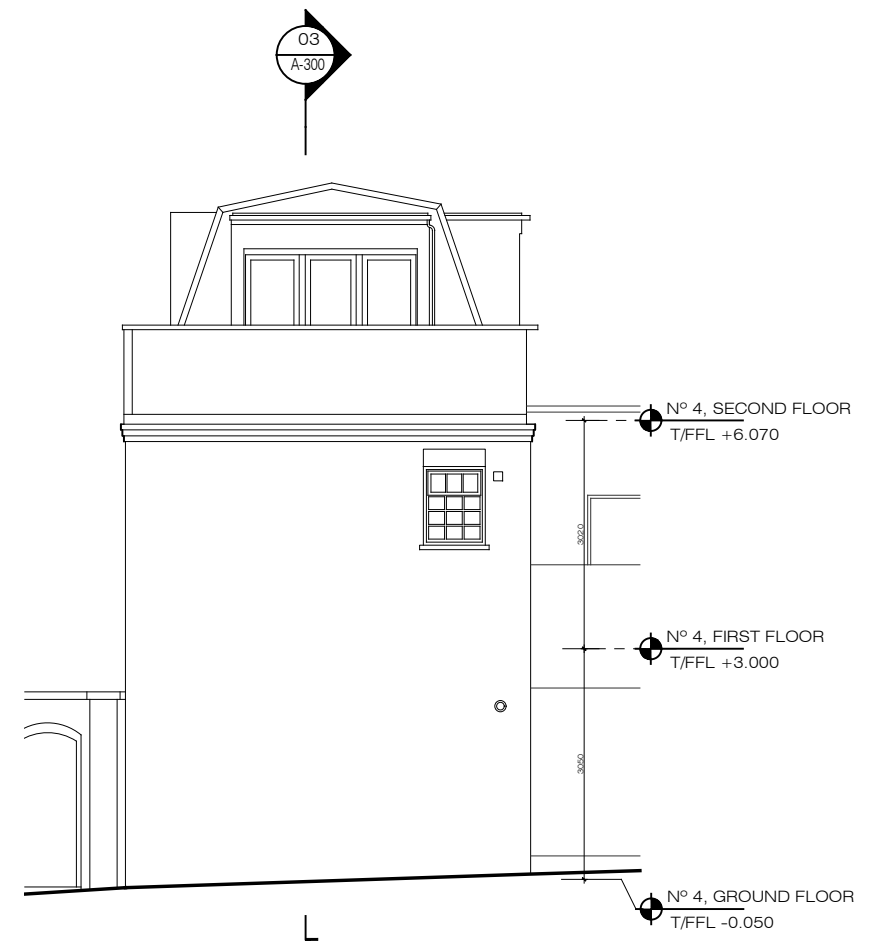 03
A-300
Nº 4, SECOND FLOOR
T/FFL +6.070
3020
Nº 4, FIRST FLOOR
T/FFL +3.000
3050
Nº 4, GROUND FLOOR
T/FFL -0.050